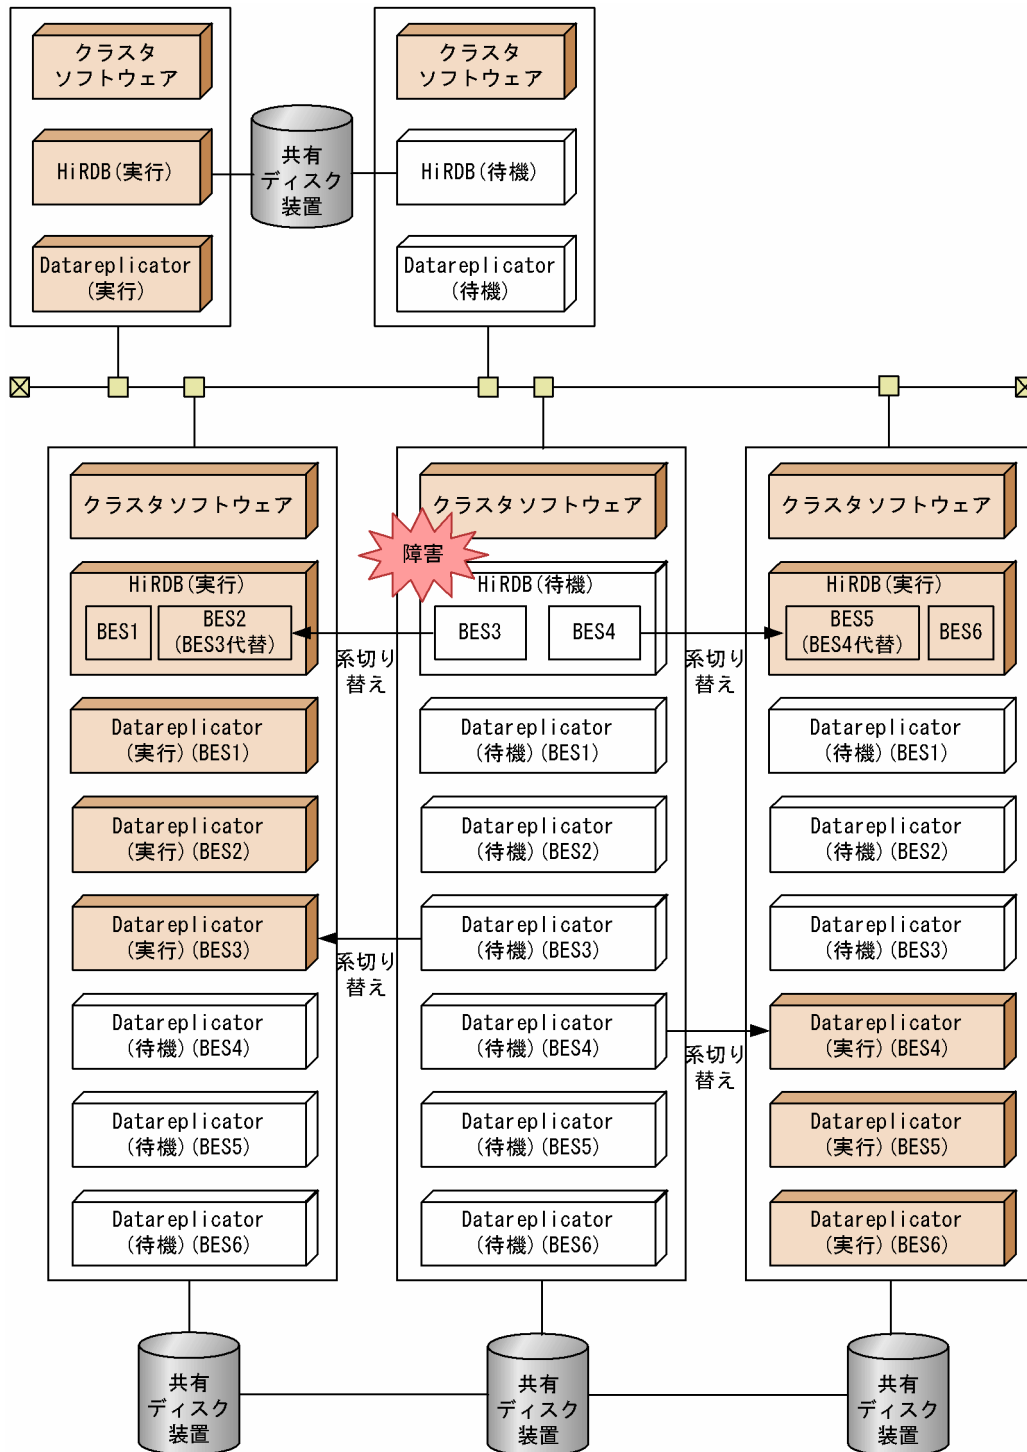 クラスタ
ソフトウェア
HiRDB(実行)
Datareplicator
(実行)
共有
ディスク
装置
クラスタ
ソフトウェア
HiRDB(待機)
Datareplicator
(待機)
クラスタソフトウェア
HiRDB(実行)
BES1
BES2
(BES3代替)
Datareplicator
(実行)(BES1)
Datareplicator
(実行)(BES2)
Datareplicator
(実行)(BES3)
Datareplicator
(待機)(BES4)
Datareplicator
(待機)(BES5)
Datareplicator
(待機)(BES6)
系切り
替え
系切り
替え
クラスタソフトウェア
障害
HiRDB(待機)
BES3
BES4
Datareplicator
(待機)(BES1)
Datareplicator
(待機)(BES2)
Datareplicator
(待機)(BES3)
Datareplicator
(待機)(BES4)
Datareplicator
(待機)(BES5)
Datareplicator
(待機)(BES6)
系切り
替え
系切り
替え
クラスタソフトウェア
HiRDB(実行)
BES5
(BES4代替)
BES6
Datareplicator
(待機)(BES1)
Datareplicator
(待機)(BES2)
Datareplicator
(待機)(BES3)
Datareplicator
(実行)(BES4)
Datareplicator
(実行)(BES5)
Datareplicator
(実行)(BES6)
共有
ディスク
装置
共有
ディスク
装置
共有
ディスク
装置